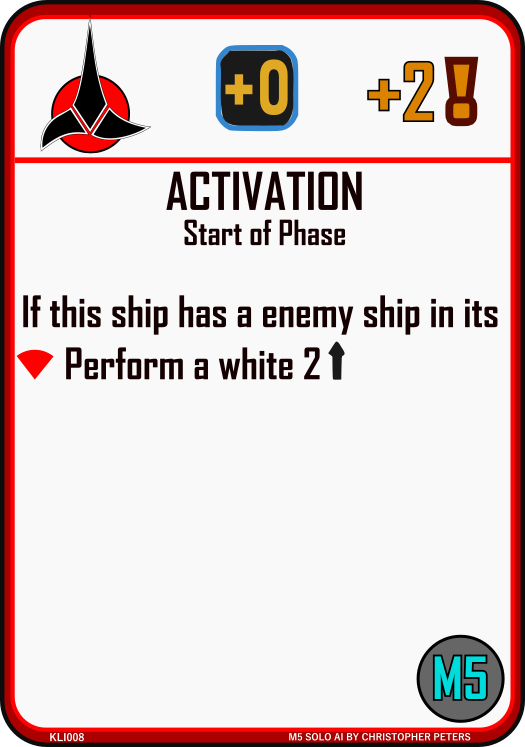 +0
+2!
ACTIVATION
Start of Phase
If this ship has a enemy ship in its
Perform a white 2
M5
KLI008
M5 SOLO AI BY CHRISTOPHER PETERS